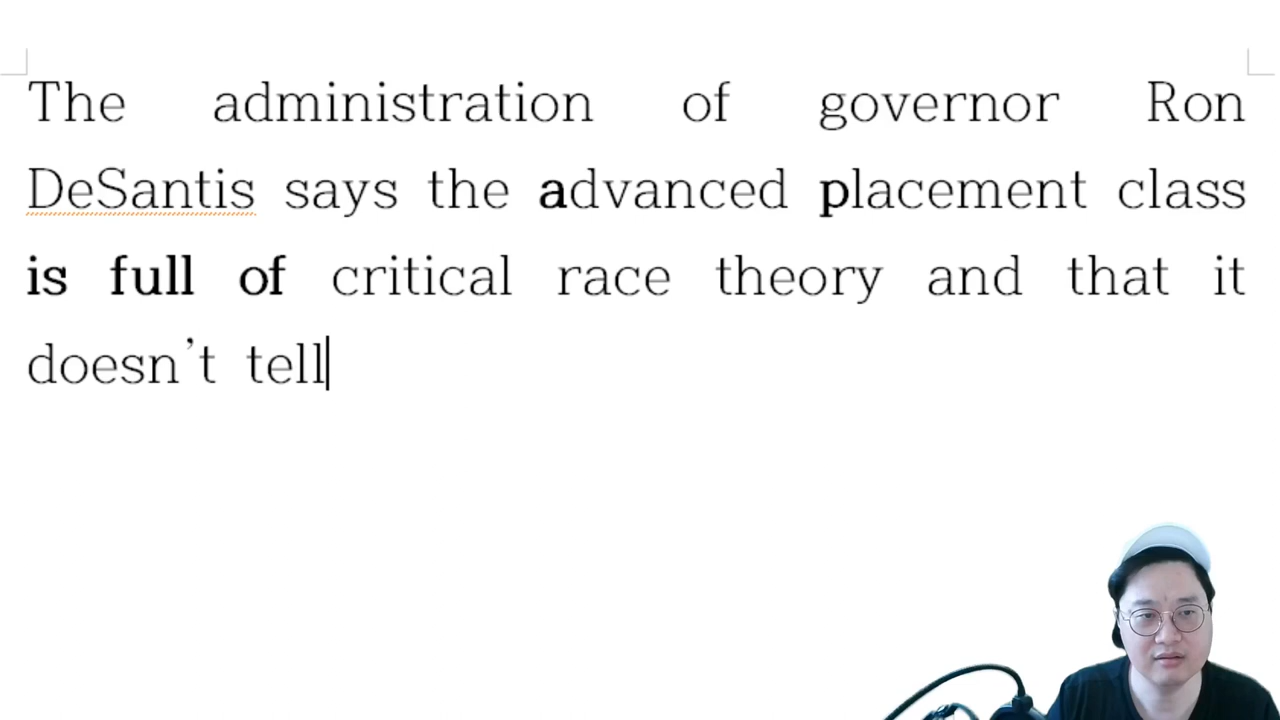 The administration of governor Ron
DeSantis says the advanced placement class
is full of critical race theory and that it
doesn't tell